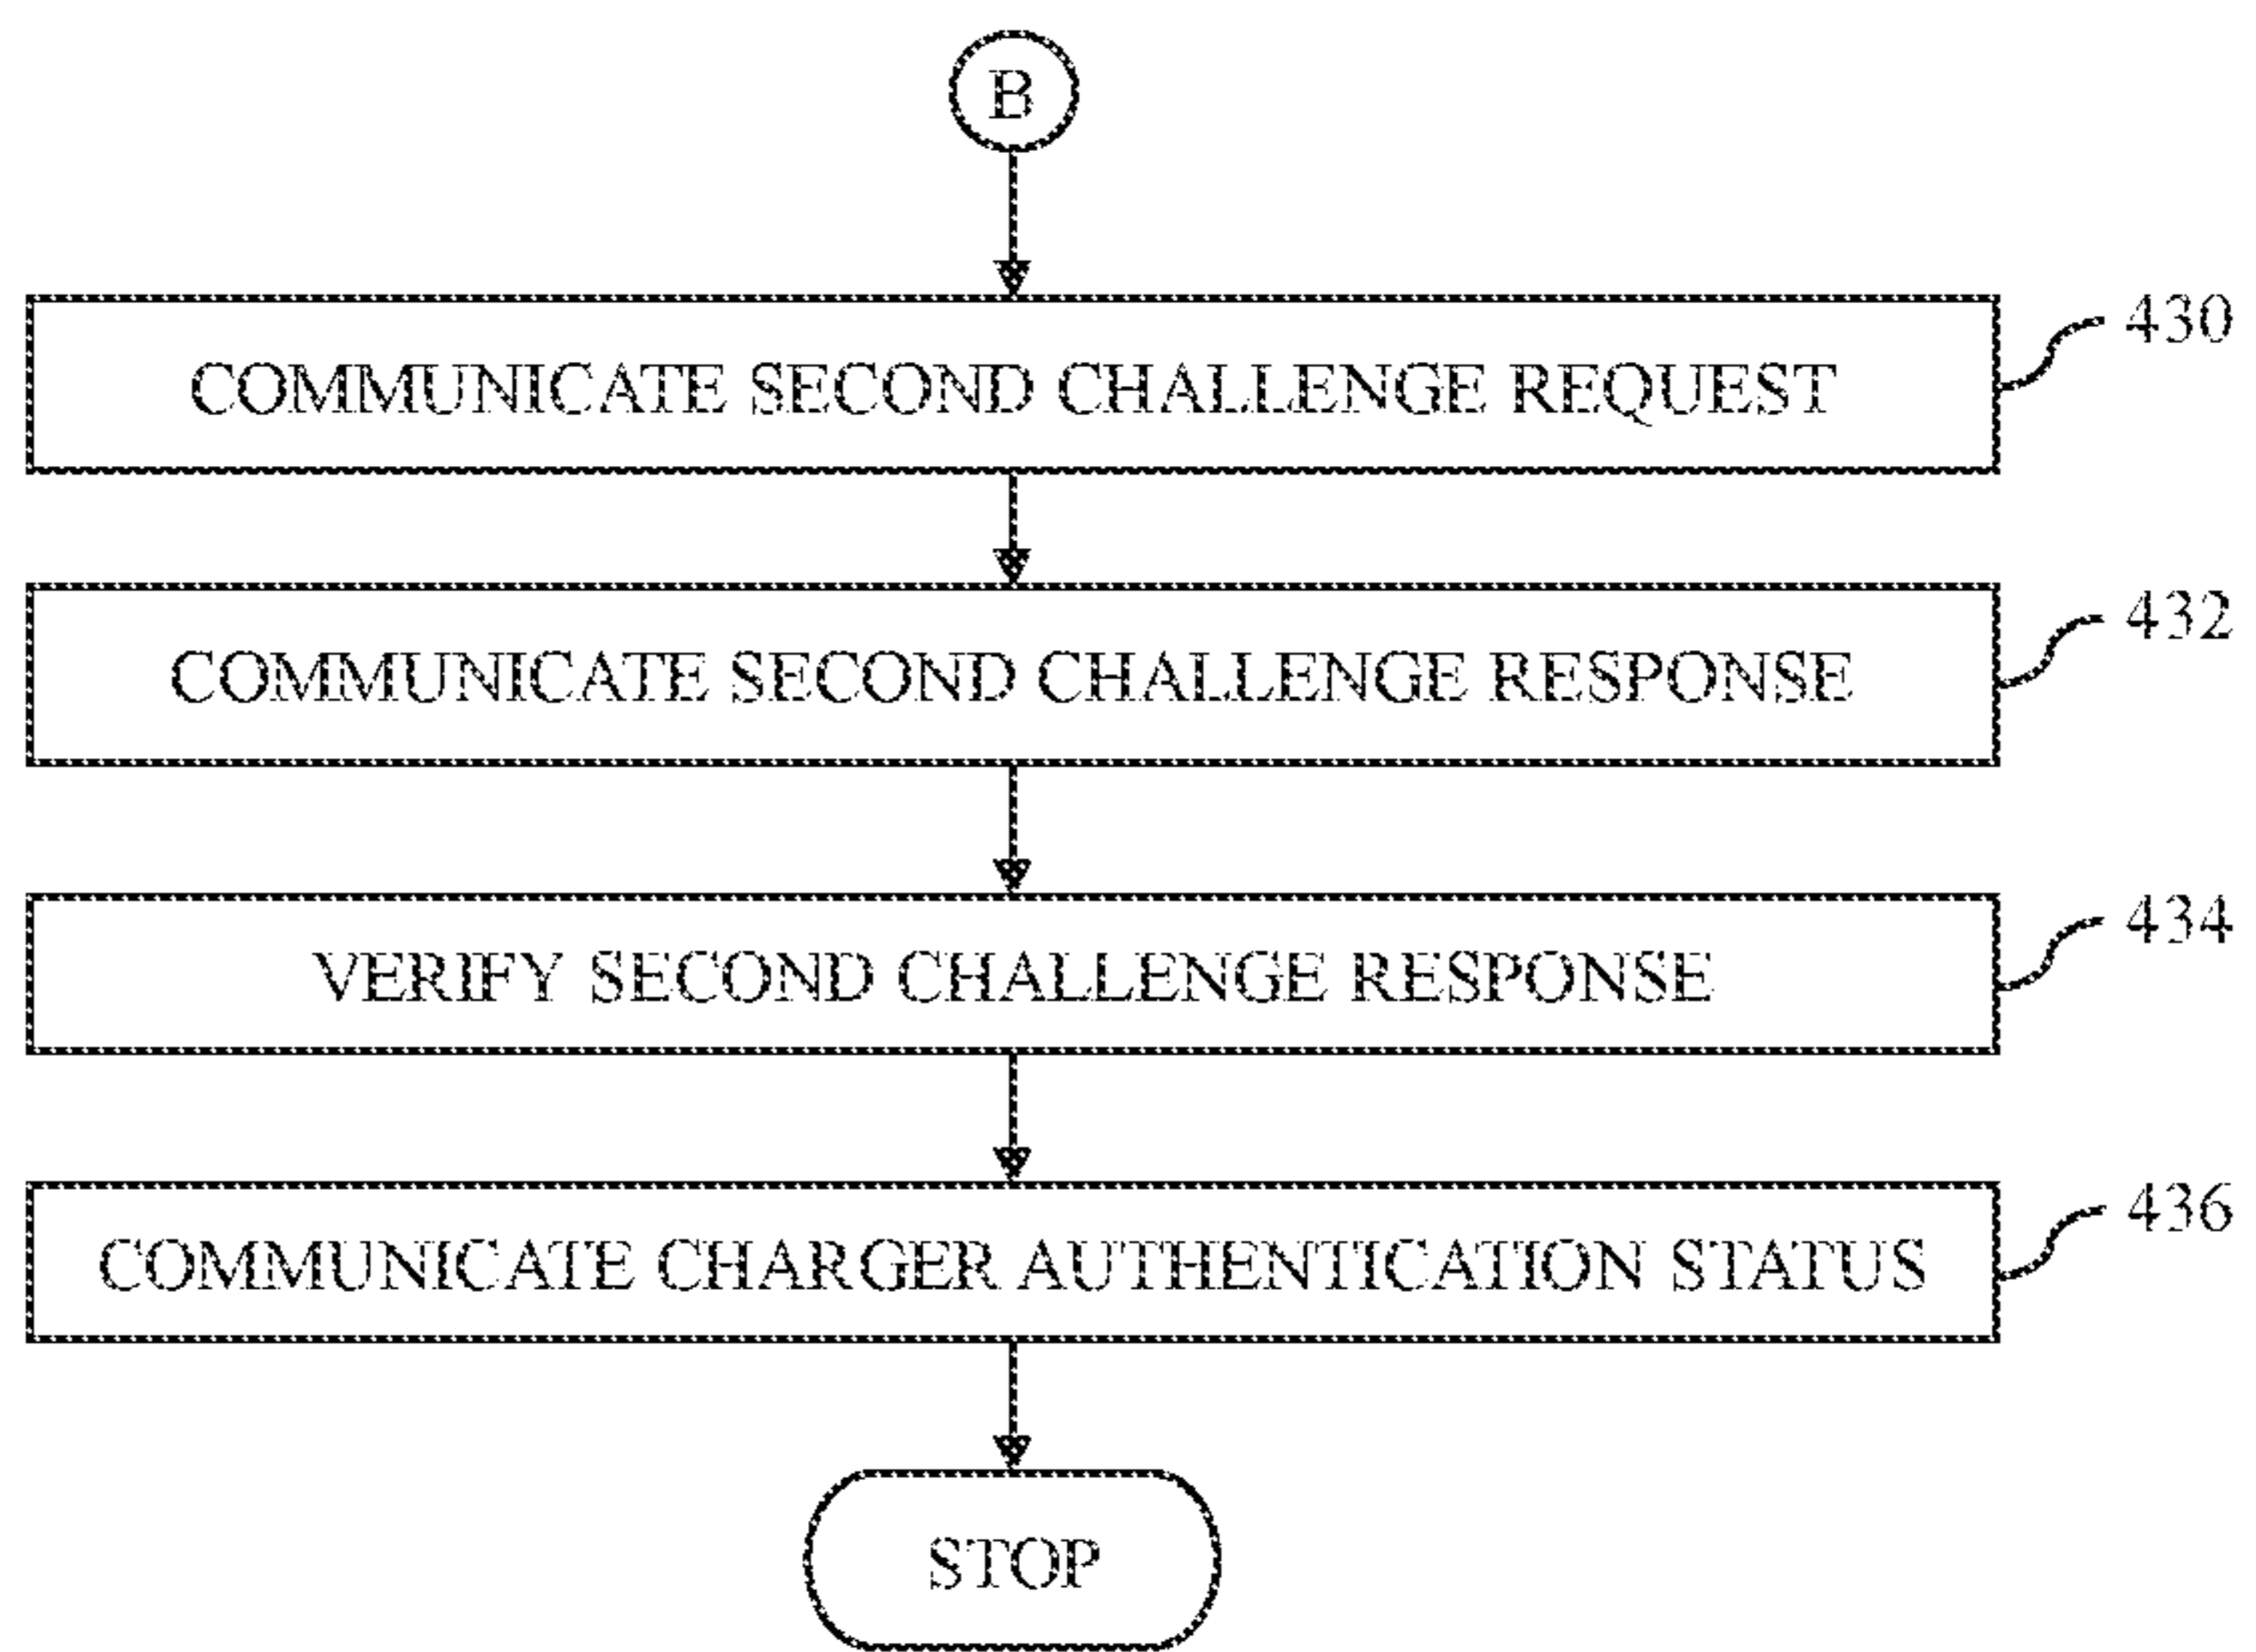 B
COMMUNICATE SECOND CHALLENGE REQUEST
430
COMMUNICATE SECOND CHALLENGE RESPONSE
432
VERIFY SECOND CHALLENGE RESPONSE
434
COMMUNICATE CHARGER AUTHENTICATION STATUS
436
STOP